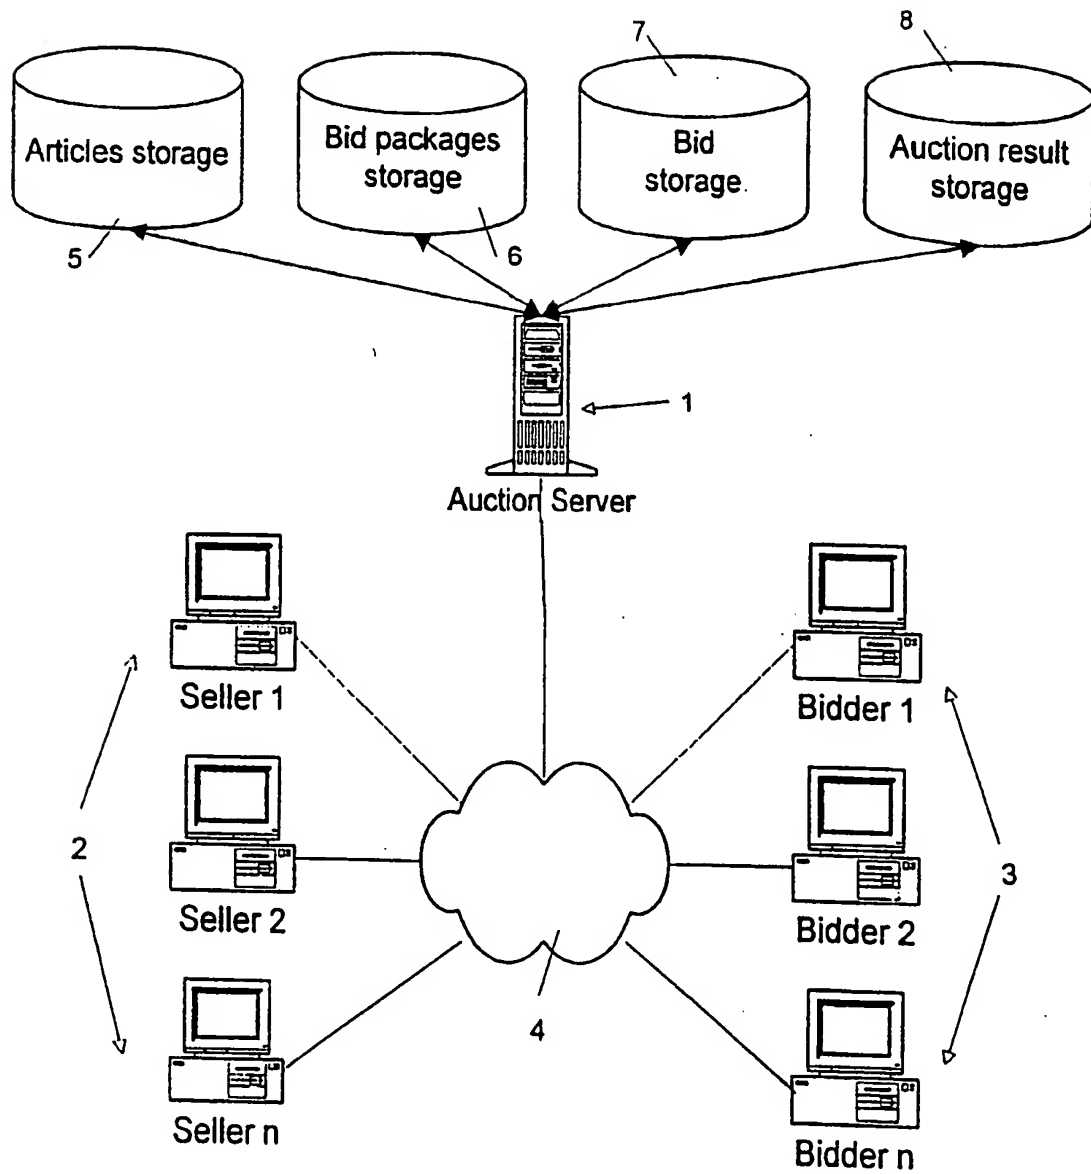 7
8
Articles storage
Bid packages
storage
Bid
storage
Auction result
storage
5
6
1
Auction Server
Seller 1
Bidder 1
2
3
Seller 2
Bidder 2
4
Seller n
Bidder n